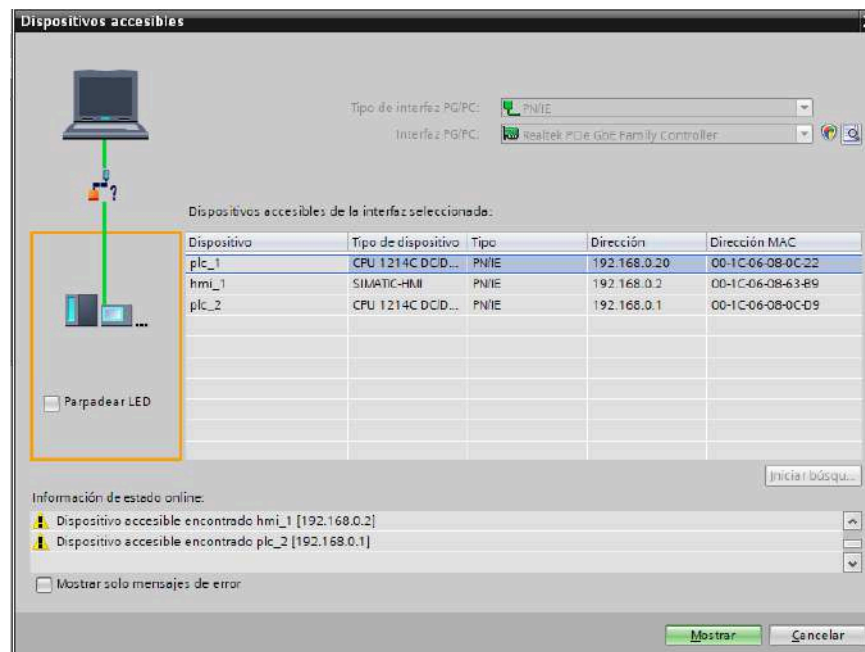 Dispositivos accesibles
Tipo de interfaz PG/PC: PN/IE
Interfaz PG/PC: Realtek PCIe GbE Family Controller
?
Dispositivos accesibles de la interfaz seleccionada:
Dispositivo Tipo de dispositivo Tipo Dirección Dirección MAC
plc_1 CPU 1214C DC/D... PN/IE 192.168.0.20 00-1C-06-08-0C-22
hmi_1 SIMATIC-HMI PN/IE 192.168.0.2 00-1C-06-08-63-B9
plc_2 CPU 1214C DC/D... PN/IE 192.168.0.1 00-1C-06-08-0C-D9
...
Parpadear LED
Iniciar búsqu...
Información de estado online:
Dispositivo accesible encontrado hmi_1 [192.168.0.2]
Dispositivo accesible encontrado plc_2 [192.168.0.1]
Mostrar solo mensajes de error
Mostrar Cancelar